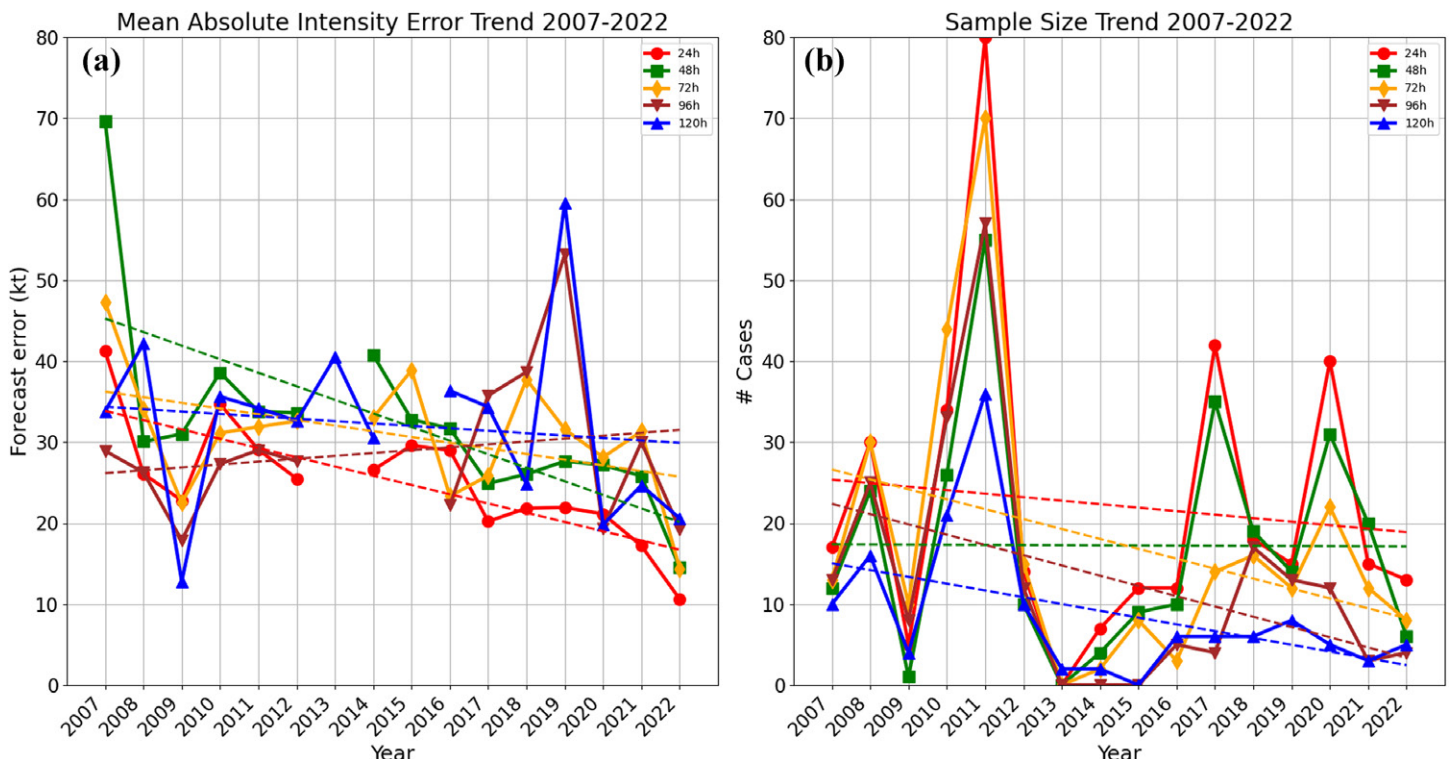 Mean Absolute Intensity Error Trend 2007-2022
(a)
24h
48h
72h
96h
120h
80
70
60
50
40
30
20
10
0
Forecast error (kt)
2007
2008
2009
2010
2011
2012
2013
2014
2015
2016
2017
2018
2019
2020
2021
2022
Year
Sample Size Trend 2007-2022
(b)
24h
48h
72h
96h
120h
80
70
60
50
40
30
20
10
0
# Cases
2007
2008
2009
2010
2011
2012
2013
2014
2015
2016
2017
2018
2019
2020
2021
2022
Year